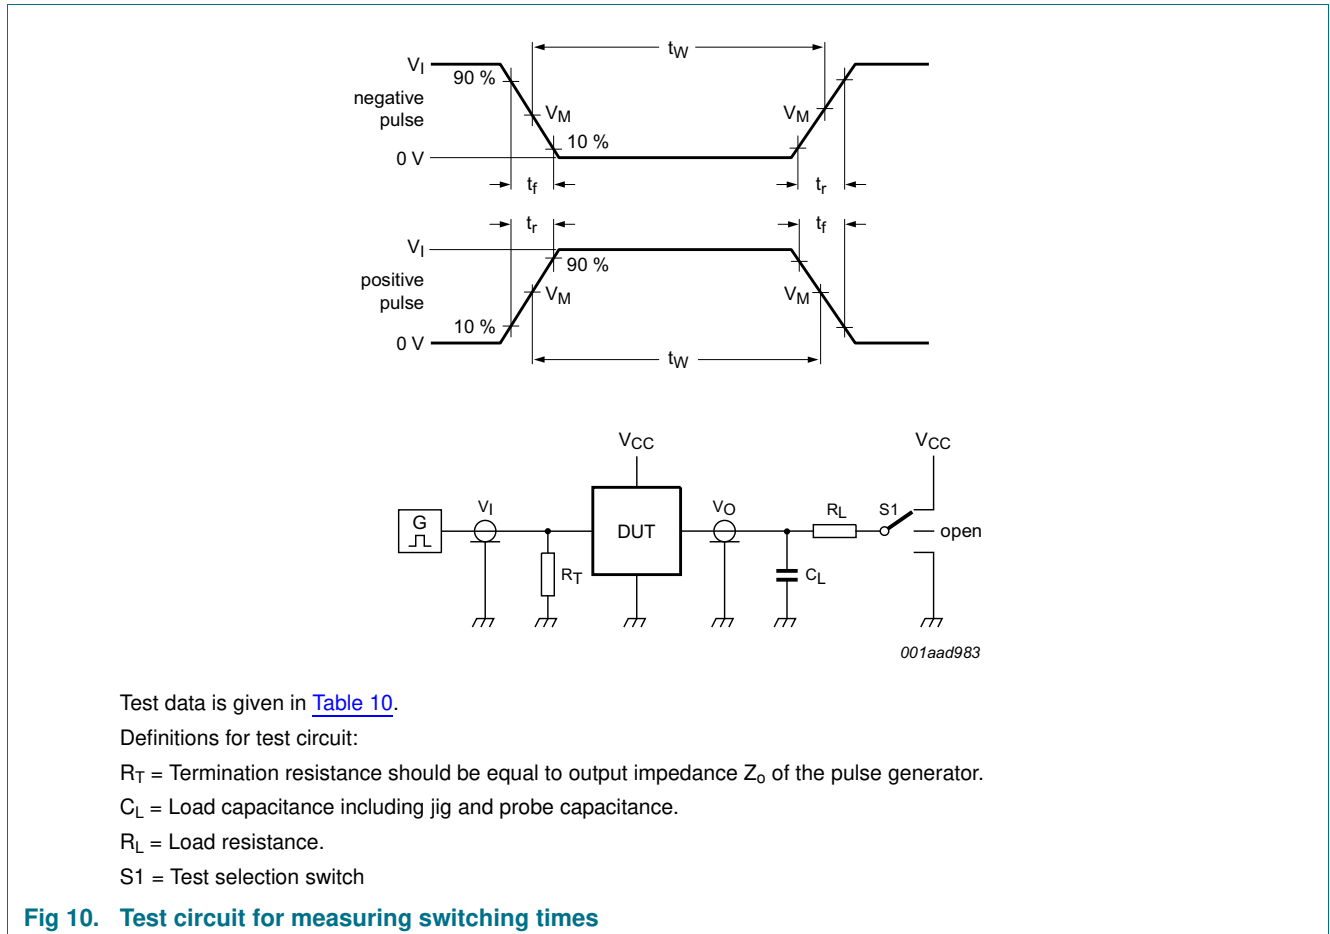 tW
VI
90 %
negative
pulse
VM
VM
10 %
0 V
tf
tr
tr
tf
VI
90 %
positive
pulse
VM
VM
10 %
0 V
tW
VCC
VCC
VI
VO
RL
S1
G
DUT
open
RT
CL
001aad983
Test data is given in Table 10.
Definitions for test circuit:
RT = Termination resistance should be equal to output impedance Zo of the pulse generator.
CL = Load capacitance including jig and probe capacitance.
RL = Load resistance.
S1 = Test selection switch
Fig 10. Test circuit for measuring switching times